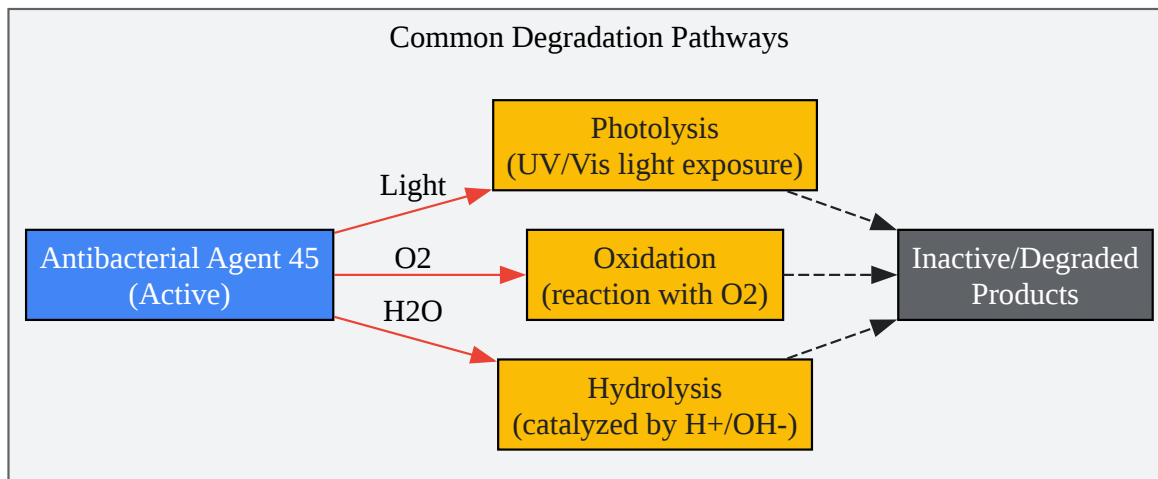 Common Degradation Pathways
Photolysis
(UV/Vis light exposure)
Light
Antibacterial Agent 45
(Active)
O2
Oxidation
(reaction with O2)
Inactive/Degraded
Products
H2O
Hydrolysis
(catalyzed by H+/OH-)